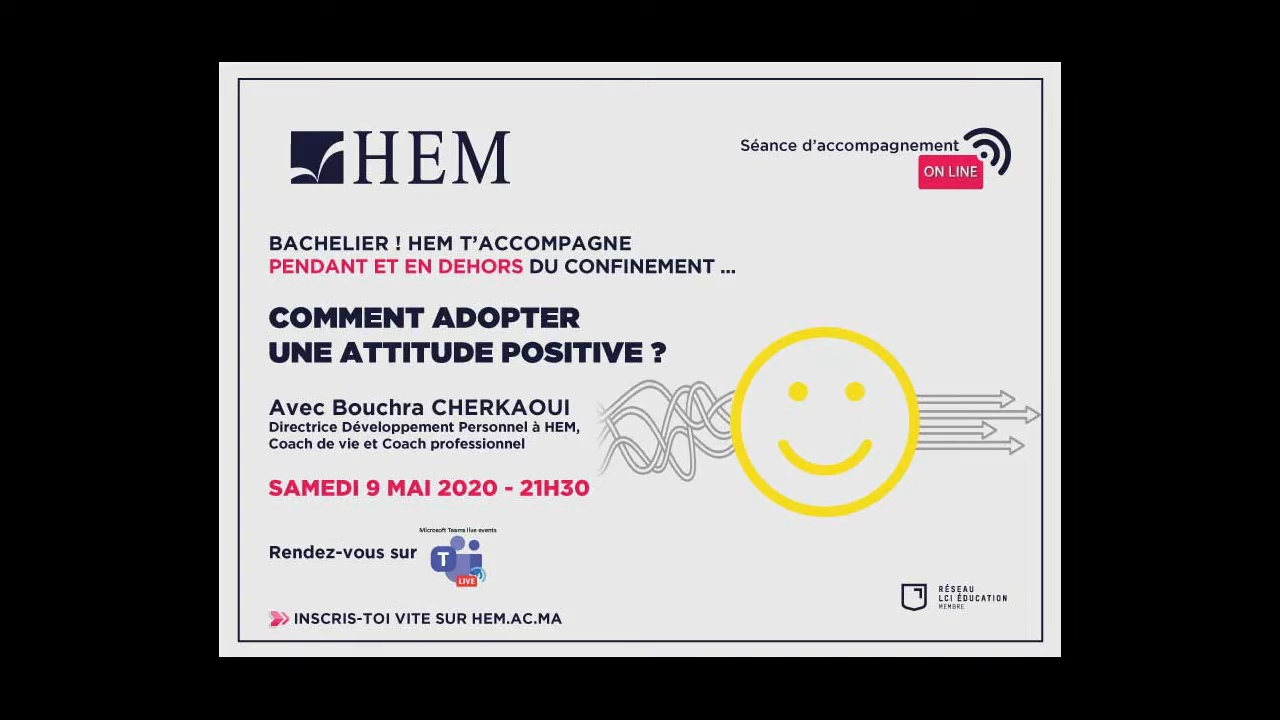 HEM
Séance d'accompagnement
ON LINE
BACHELIER ! HEM T'ACCOMPAGNE
PENDANT ET EN DEHORS DU CONFINEMENT ...
COMMENT ADOPTER
UNE ATTITUDE POSITIVE ?
Avec Bouchra CHERKAOUI
Directrice Développement Personnel à HEM,
Coach de vie et Coach professionnel
SAMEDI 9 MAI 2020 - 21H30
Microsoft Teams live events
Rendez-vous sur
T
LIVE
RÉSEAU
LCI ÉDUCATION
MEMBRE
INSCRIS-TOI VITE SUR HEM.AC.MA